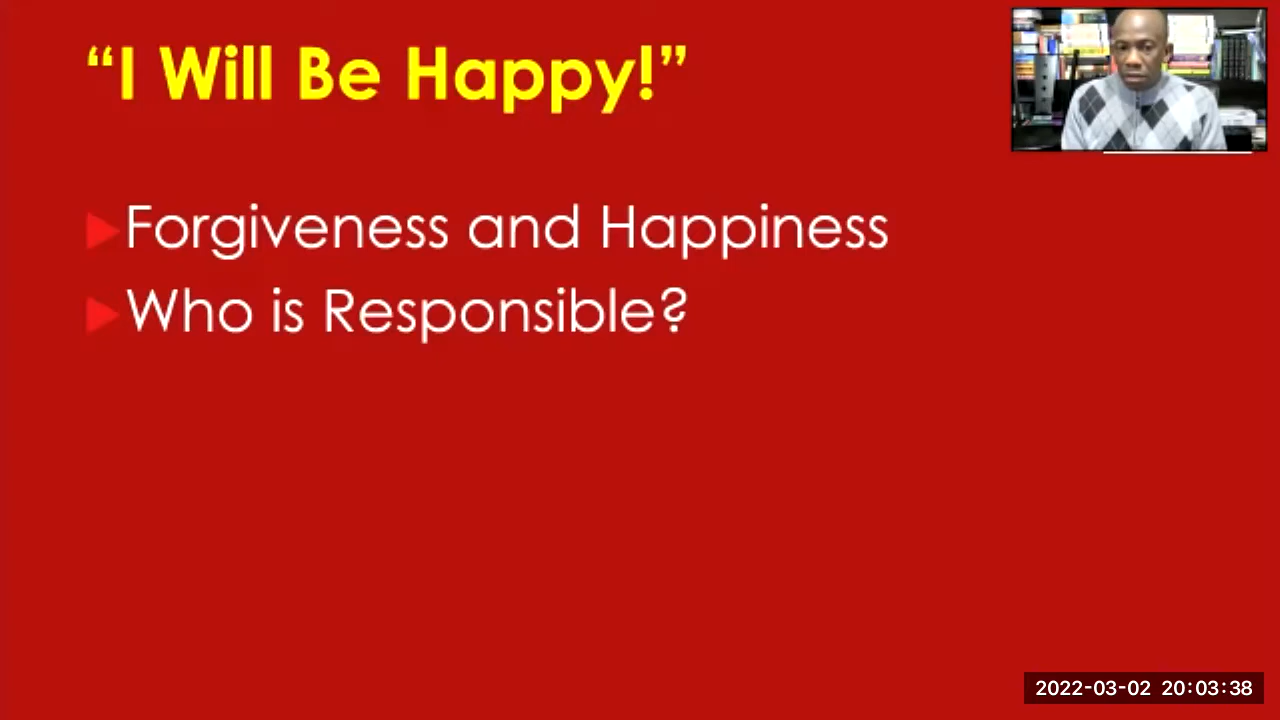 “I Will Be Happy!”
Forgiveness and Happiness
Who is Responsible?
2022-03-02 20:03:38